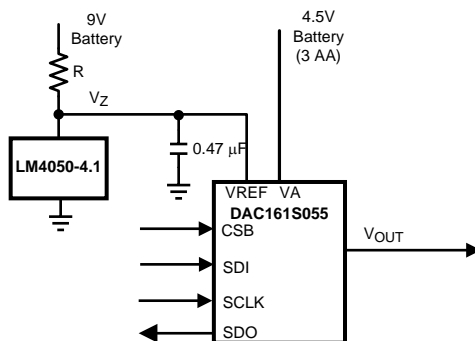 9V
Battery
4.5V
Battery
(3 AA)
R
VZ
LM4050-4.1
0.47 μF
VREF VA
DAC161S055
CSB
VOUT
SDI
SCLK
SDO